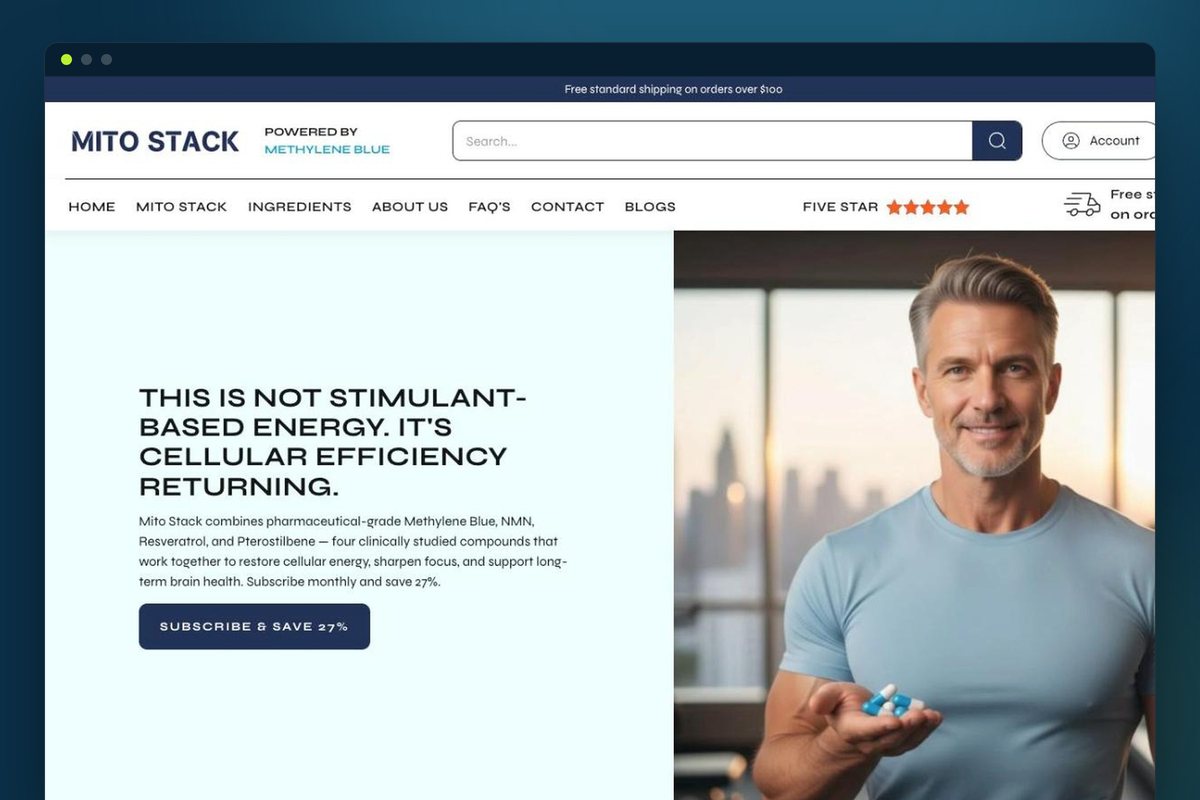 Free standard shipping on orders over $100
MITO STACK
POWERED BY
METHYLENE BLUE
Search...
Account
HOME MITO STACK INGREDIENTS ABOUT US FAQ'S CONTACT BLOGS
FIVE STAR
Free s
on orc
THIS IS NOT STIMULANT-
BASED ENERGY. IT'S
CELLULAR EFFICIENCY
RETURNING.
Mito Stack combines pharmaceutical-grade Methylene Blue, NMN,
Resveratrol, and Pterostilbene — four clinically studied compounds that
work together to restore cellular energy, sharpen focus, and support long-
term brain health. Subscribe monthly and save 27%.
SUBSCRIBE & SAVE 27%